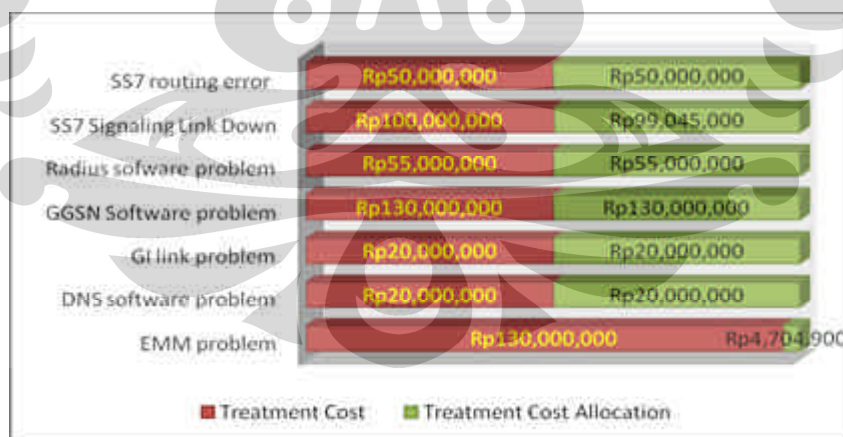 SS7 routing error Rp50,000,000 Rp50,000,000
SS7 Signaling Link Down Rp100,000,000 Rp99,045,000
Radius sofware problem Rp55,000,000 Rp55,000,000
GGSN Software problem Rp130,000,000 Rp130,000,000
GI link problem Rp20,000,000 Rp20,000,000
DNS software problem Rp20,000,000 Rp20,000,000
EMM problem Rp130,000,000 Rp4,704,900
Treatment Cost Treatment Cost Allocation